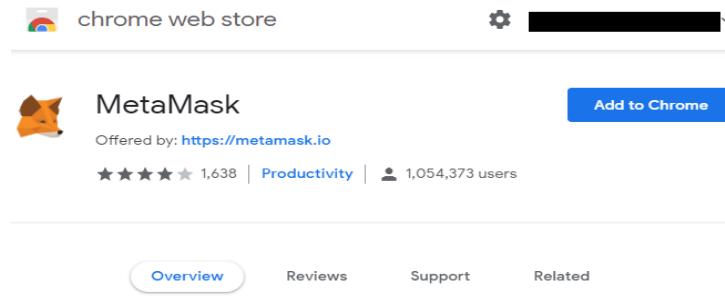 chrome web store
MetaMask
Add to Chrome
Offered by: https://metamask.io
1,638 Productivity 1,054,373 users
Overview Reviews Support Related